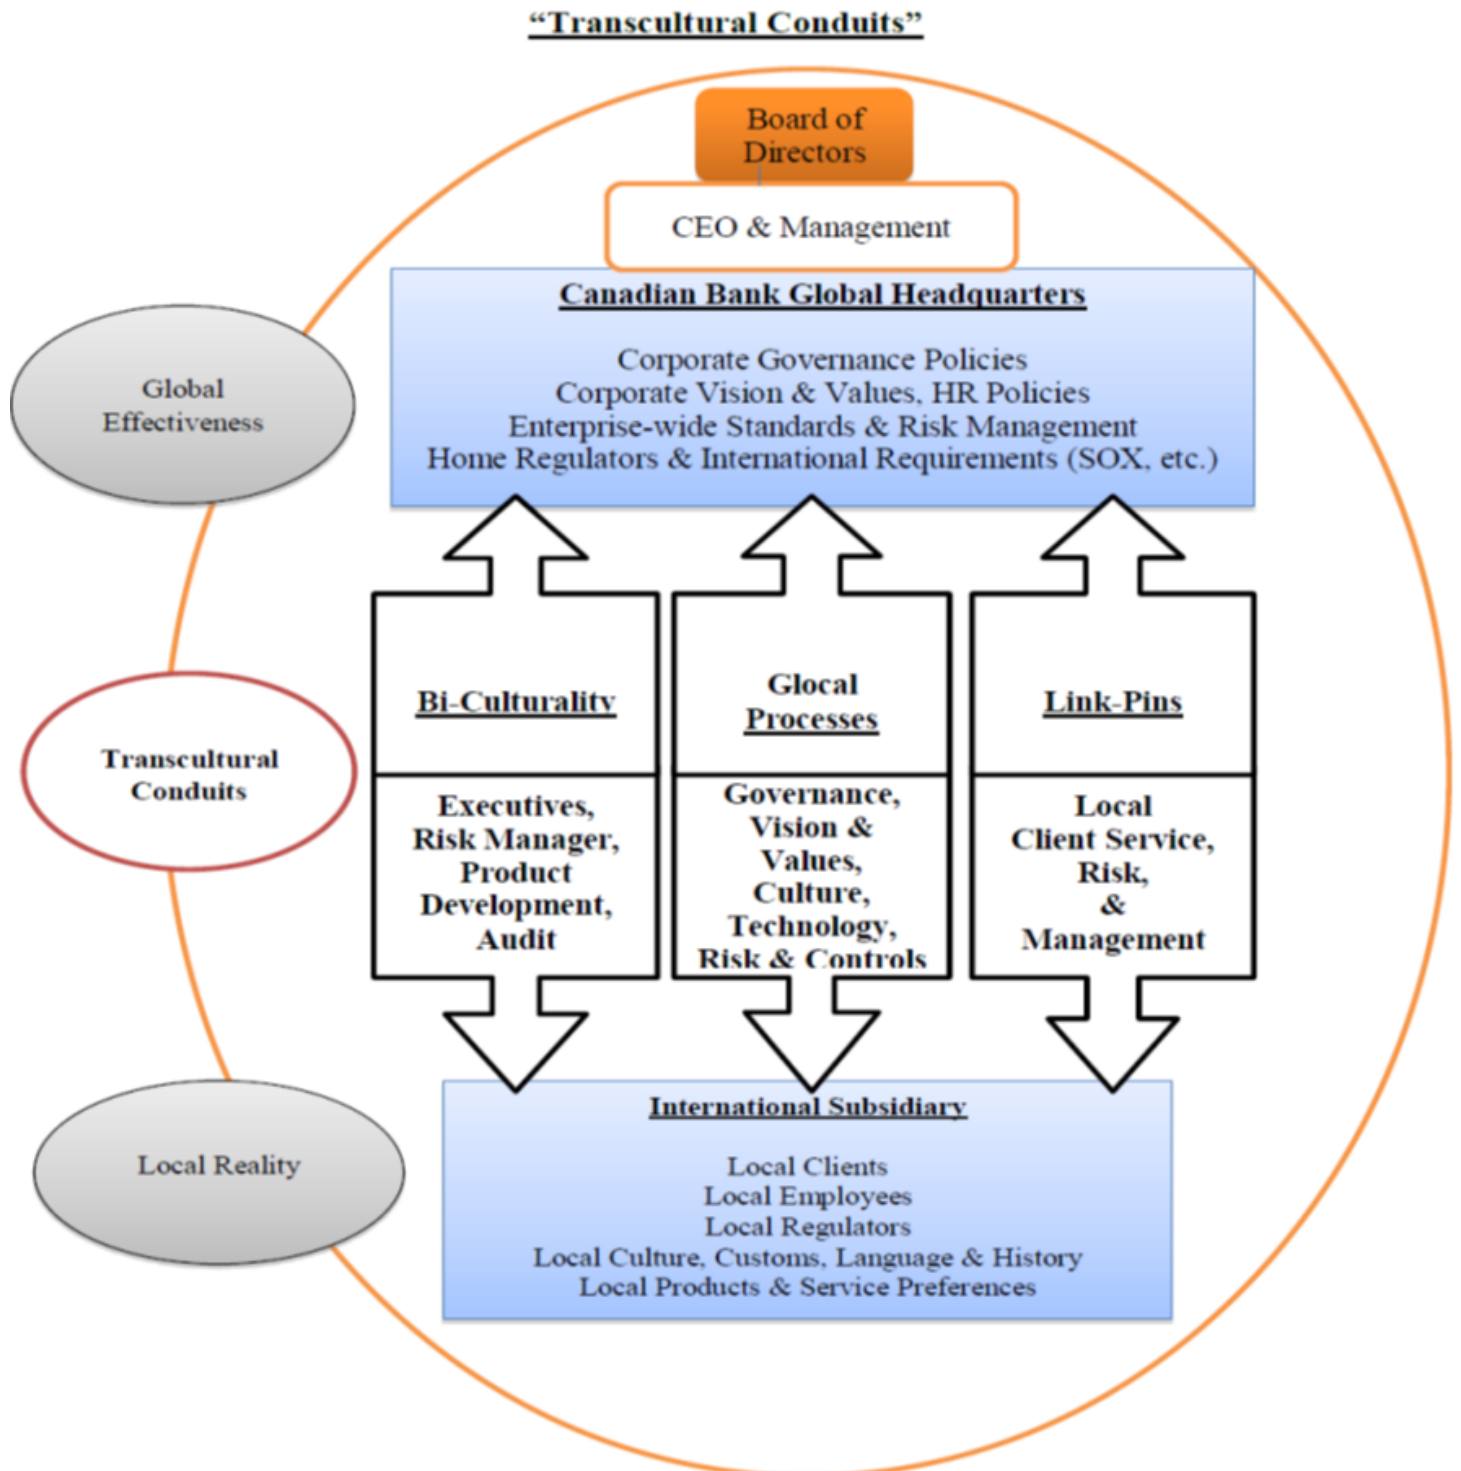 “Transcultural Conduits”
Board of
Directors
CEO & Management
Canadian Bank Global Headquarters
Corporate Governance Policies
Corporate Vision & Values, HR Policies
Enterprise-wide Standards & Risk Management
Home Regulators & International Requirements (SOX, etc.)
Global
Effectiveness
Transcultural
Conduits
Bi-Culturality
Executives,
Risk Manager,
Product
Development,
Audit
Glocal
Processes
Governance,
Vision &
Values,
Culture,
Technology,
Risk & Controls
Link-Pins
Local
Client Service,
Risk,
&
Management
Local Reality
International Subsidiary
Local Clients
Local Employees
Local Regulators
Local Culture, Customs, Language & History
Local Products & Service Preferences